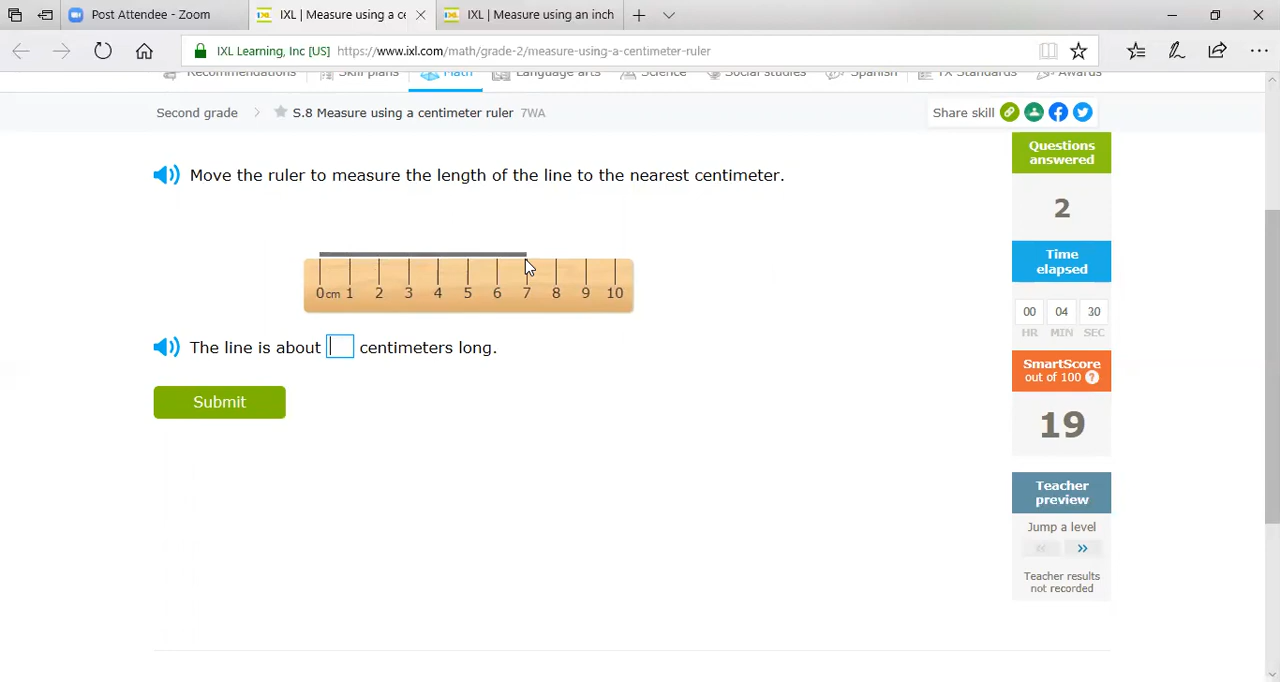 Post Attendee - Zoom
IXL | Measure using a ce
IXL | Measure using an inch
IXL Learning, Inc [US]
https://www.ixl.com/math/grade-2/measure-using-a-centimeter-ruler
Recommendations
Skill plans
Math
Language arts
Science
Social studies
Spanish
TX Standards
Awards
Second grade
S.8 Measure using a centimeter ruler 7WA
Share skill
Move the ruler to measure the length of the line to the nearest centimeter.
0cm 1 2 3 4 5 6 7 8 9 10
The line is about
centimeters long.
Submit
Questions
answered
2
Time
elapsed
00 04 30
HR MIN SEC
SmartScore
out of 100 ?
19
Teacher
preview
Jump a level
Teacher results
not recorded